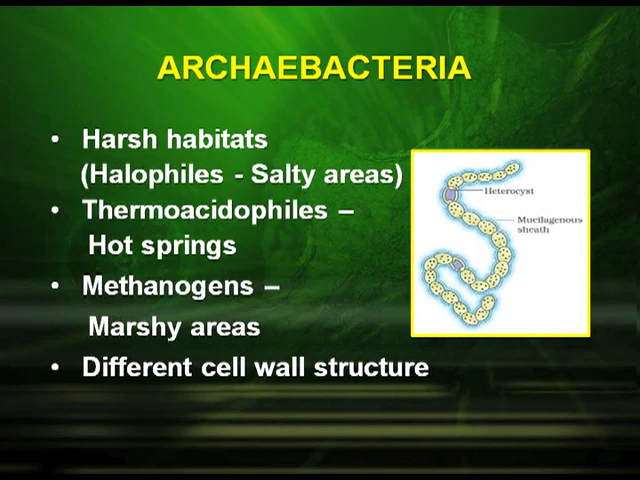 ARCHAEBACTERIA
• Harsh habitats
(Halophiles - Salty areas)
• Thermoacidophiles –
Hot springs
• Methanogens –
Marshy areas
• Different cell wall structure
Heterocyst
Mucilagenous
sheath